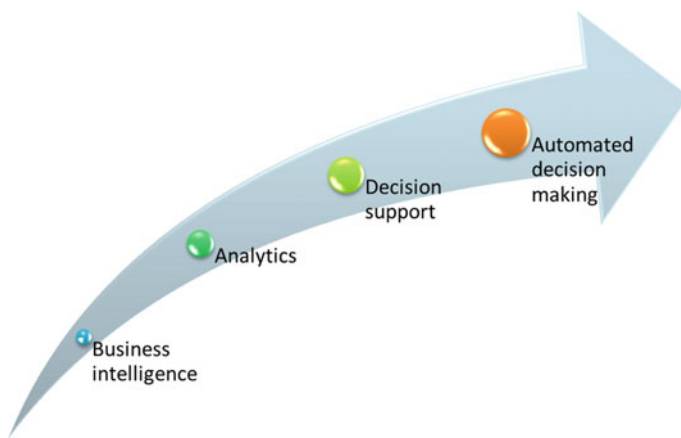 Automated
decision
making
Decision
support
Analytics
Business
intelligence